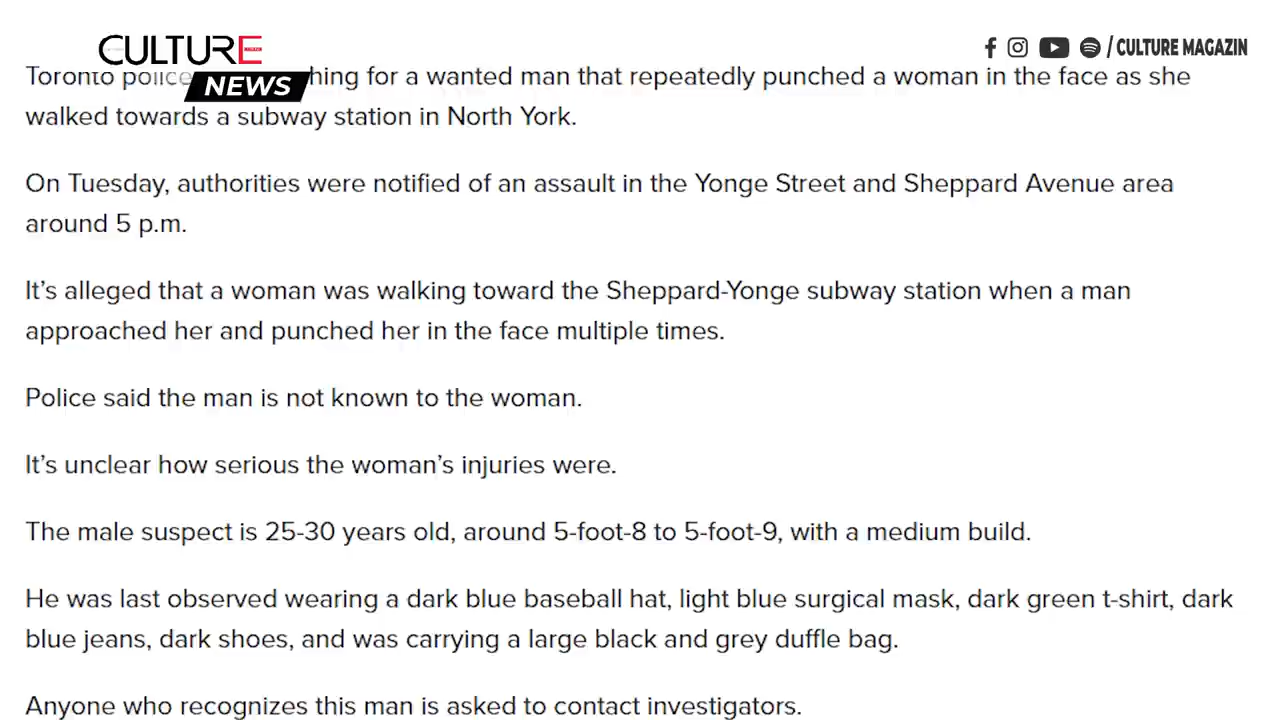 CULTURE
NEWS
/ CULTURE MAGAZIN
Toronto police hing for a wanted man that repeatedly punched a woman in the face as she
walked towards a subway station in North York.
On Tuesday, authorities were notified of an assault in the Yonge Street and Sheppard Avenue area
around 5 p.m.
It’s alleged that a woman was walking toward the Sheppard-Yonge subway station when a man
approached her and punched her in the face multiple times.
Police said the man is not known to the woman.
It’s unclear how serious the woman’s injuries were.
The male suspect is 25-30 years old, around 5-foot-8 to 5-foot-9, with a medium build.
He was last observed wearing a dark blue baseball hat, light blue surgical mask, dark green t-shirt, dark
blue jeans, dark shoes, and was carrying a large black and grey duffle bag.
Anyone who recognizes this man is asked to contact investigators.